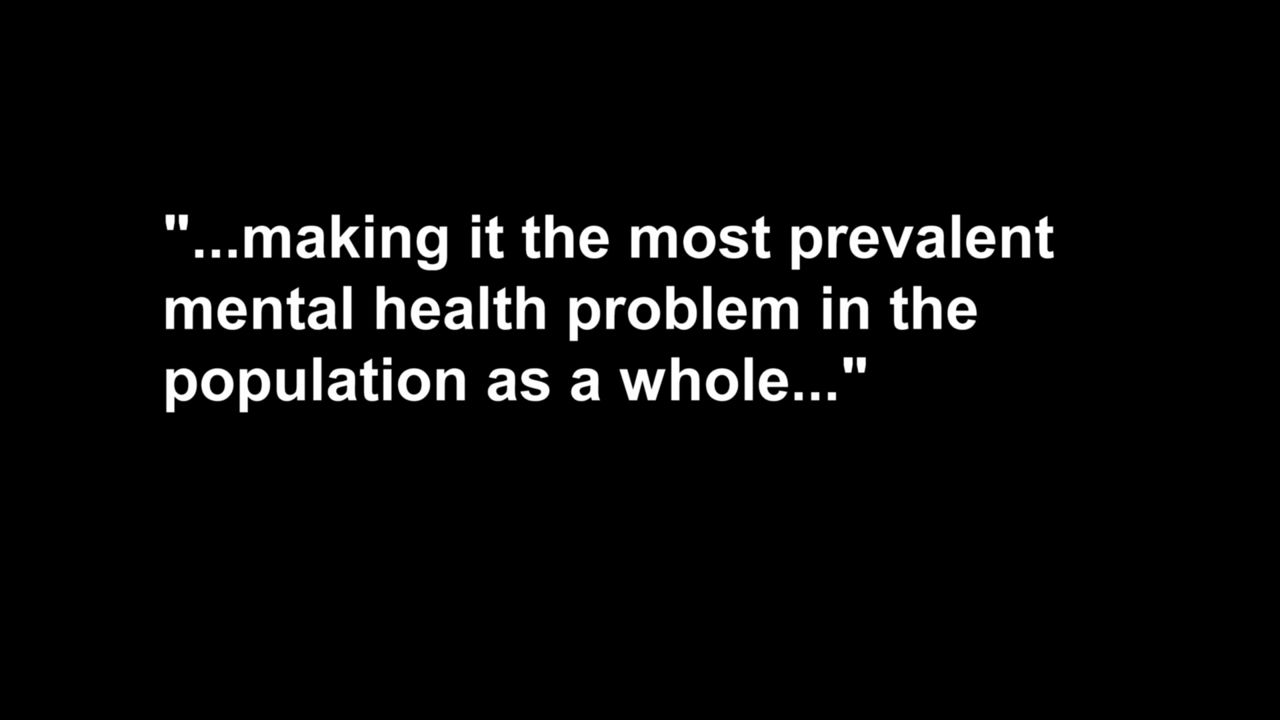 "...making it the most prevalent
mental health problem in the
population as a whole..."